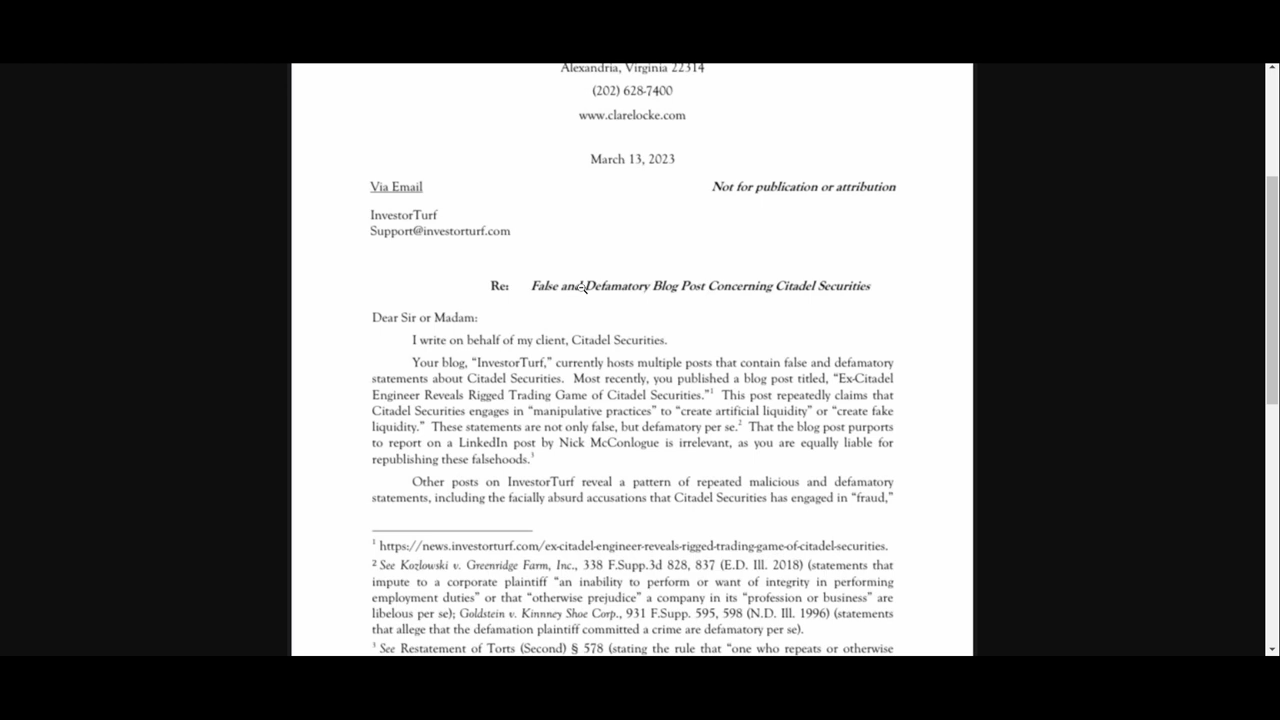 Alexandria, Virginia 22314
(202) 628-7400
www.clarelocke.com
March 13, 2023
Via Email
Not for publication or attribution
InvestorTurf
Support@investorturf.com
Re: False and Defamatory Blog Post Concerning Citadel Securities
Dear Sir or Madam:
I write on behalf of my client, Citadel Securities.
Your blog, “InvestorTurf,” currently hosts multiple posts that contain false and defamatory
statements about Citadel Securities. Most recently, you published a blog post titled, “Ex-Citadel
Engineer Reveals Rigged Trading Game of Citadel Securities.”1 This post repeatedly claims that
Citadel Securities engages in “manipulative practices” to “create artificial liquidity” or “create fake
liquidity.” These statements are not only false, but defamatory per se.2 That the blog post purports
to report on a LinkedIn post by Nick McConlogue is irrelevant, as you are equally liable for
republishing these falsehoods.3
Other posts on InvestorTurf reveal a pattern of repeated malicious and defamatory
statements, including the facially absurd accusations that Citadel Securities has engaged in “fraud,”
1 https://news.investorturf.com/ex-citadel-engineer-reveals-rigged-trading-game-of-citadel-securities.
2 See Kozlowski v. Greenridge Farm, Inc., 338 F.Supp.3d 828, 837 (E.D. Ill. 2018) (statements that
impute to a corporate plaintiff “an inability to perform or want of integrity in performing
employment duties” or that “otherwise prejudice” a company in its “profession or business” are
libelous per se); Goldstein v. Kinnney Shoe Corp., 931 F.Supp. 595, 598 (N.D. Ill. 1996) (statements
that allege that the defamation plaintiff committed a crime are defamatory per se).
3 See Restatement of Torts (Second) § 578 (stating the rule that “one who repeats or otherwise